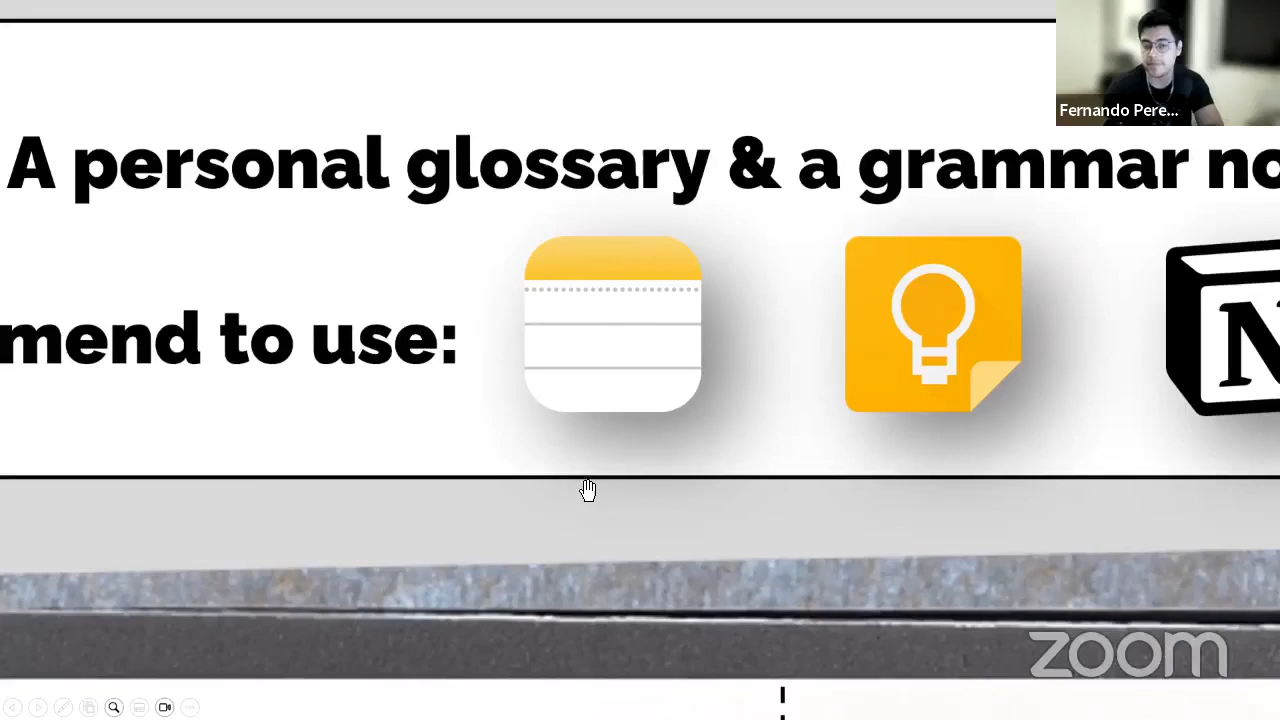 Fernando Pere...
A personal glossary & a grammar no
mend to use:
N
zoom